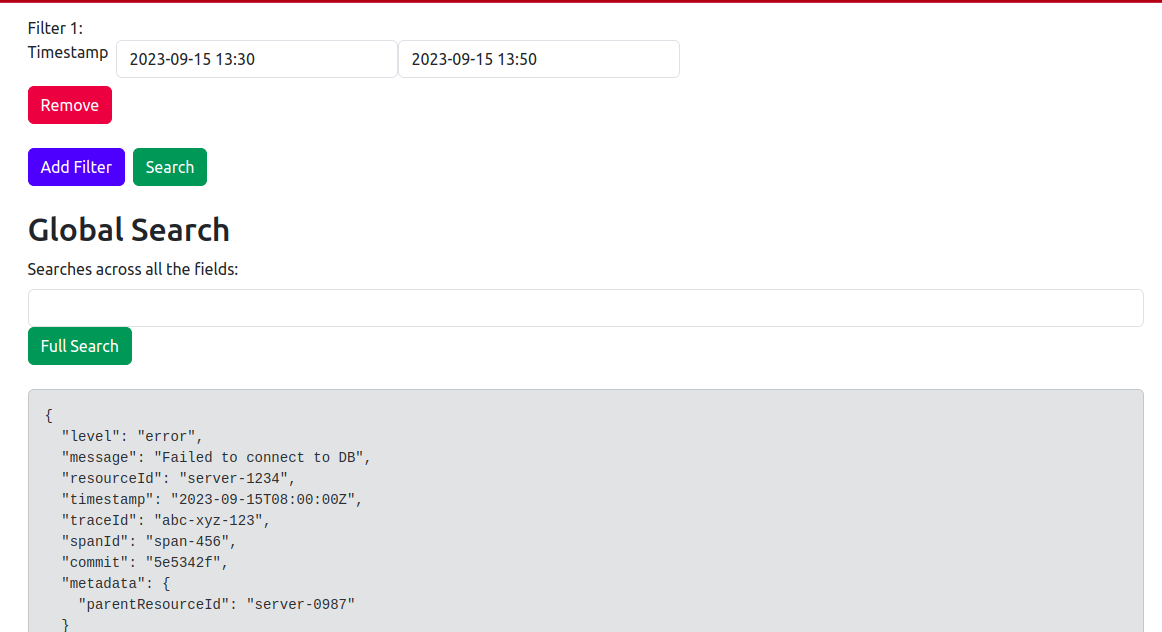 Filter 1:
Timestamp 2023-09-15 13:30 2023-09-15 13:50
Remove
Add Filter Search
Global Search
Searches across all the fields:
Full Search
{
  "level": "error",
  "message": "Failed to connect to DB",
  "resourceId": "server-1234",
  "timestamp": "2023-09-15T08:00:00Z",
  "traceId": "abc-xyz-123",
  "spanId": "span-456",
  "commit": "5e5342f",
  "metadata": {
    "parentResourceId": "server-0987"
  }